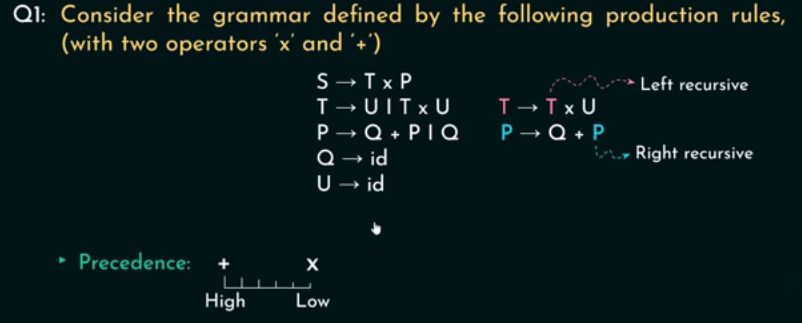 Q1: Consider the grammar defined by the following production rules,
(with two operators 'x' and '+')
S → T x P
T → U | T x U
P → Q + P | Q
Q → id
U → id
T → T x U
P → Q + P
Left recursive
Right recursive
Precedence: + x
High Low